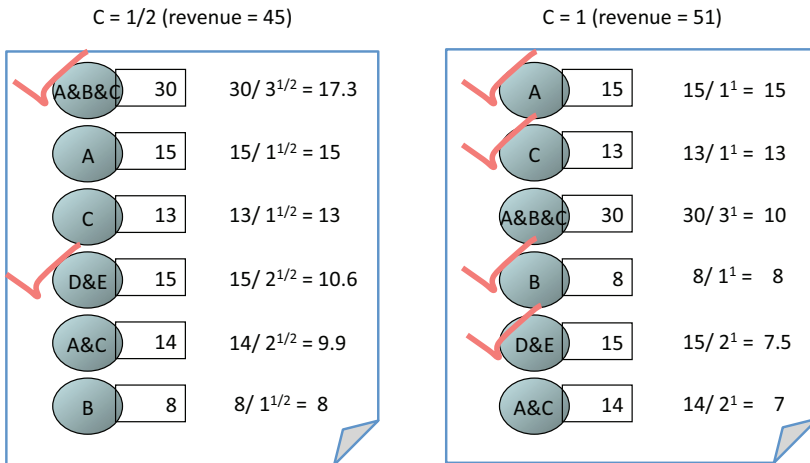 C = 1/2 (revenue = 45)
A&B&C 30 30/ 3^1/2 = 17.3
A 15 15/ 1^1/2 = 15
C 13 13/ 1^1/2 = 13
D&E 15 15/ 2^1/2 = 10.6
A&C 14 14/ 2^1/2 = 9.9
B 8 8/ 1^1/2 = 8
C = 1 (revenue = 51)
A 15 15/ 1^1 = 15
C 13 13/ 1^1 = 13
A&B&C 30 30/ 3^1 = 10
B 8 8/ 1^1 = 8
D&E 15 15/ 2^1 = 7.5
A&C 14 14/ 2^1 = 7